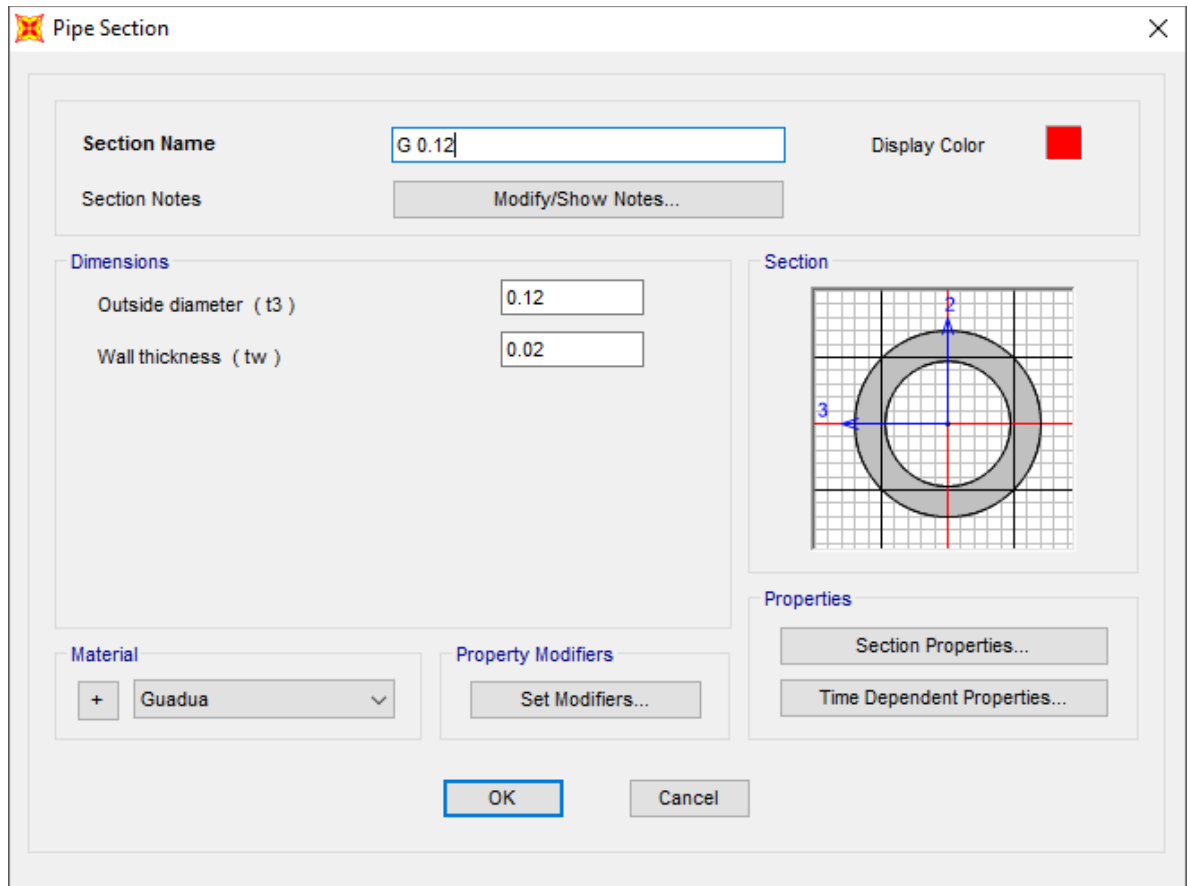 Pipe Section
Section Name G 0.12 Display Color
Section Notes Modify/Show Notes...
Dimensions
Outside diameter ( t3 ) 0.12
Wall thickness ( tw ) 0.02
Section
2
3
Properties
Section Properties...
Time Dependent Properties...
Material
+ Guadua
Property Modifiers
Set Modifiers...
OK Cancel